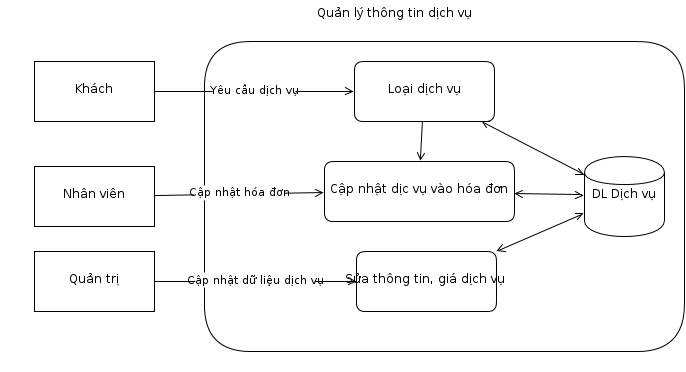 Quản lý thông tin dịch vụ
Khách
Yêu cầu dịch vụ
Loại dịch vụ
Nhân viên
Cập nhật hóa đơn
Cập nhật dịc vụ vào hóa đơn
DL Dịch vụ
Quản trị
Cập nhật dữ liệu dịch vụ
Sửa thông tin, giá dịch vụ